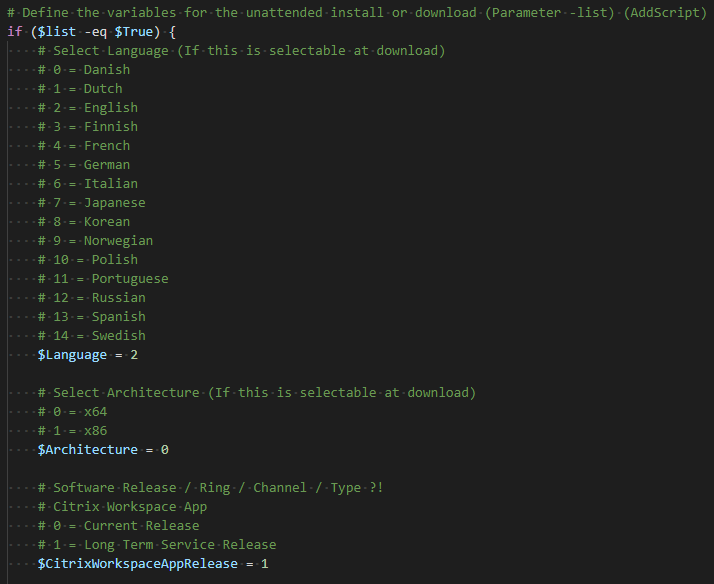 # Define the variables for the unattended install or download (Parameter -list) (AddScript)
if ($list -eq $True) {
# Select Language (If this is selectable at download)
# 0 = Danish
# 1 = Dutch
# 2 = English
# 3 = Finnish
# 4 = French
# 5 = German
# 6 = Italian
# 7 = Japanese
# 8 = Korean
# 9 = Norwegian
# 10 = Polish
# 11 = Portuguese
# 12 = Russian
# 13 = Spanish
# 14 = Swedish
$Language = 2
# Select Architecture (If this is selectable at download)
# 0 = x64
# 1 = x86
$Architecture = 0
# Software Release / Ring / Channel / Type ?!
# Citrix Workspace App
# 0 = Current Release
# 1 = Long Term Service Release
$CitrixWorkspaceAppRelease = 1